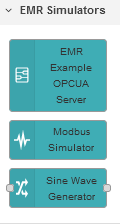 EMR Simulators
EMR
Example
OPCUA
Server
Modbus
Simulator
Sine Wave
Generator